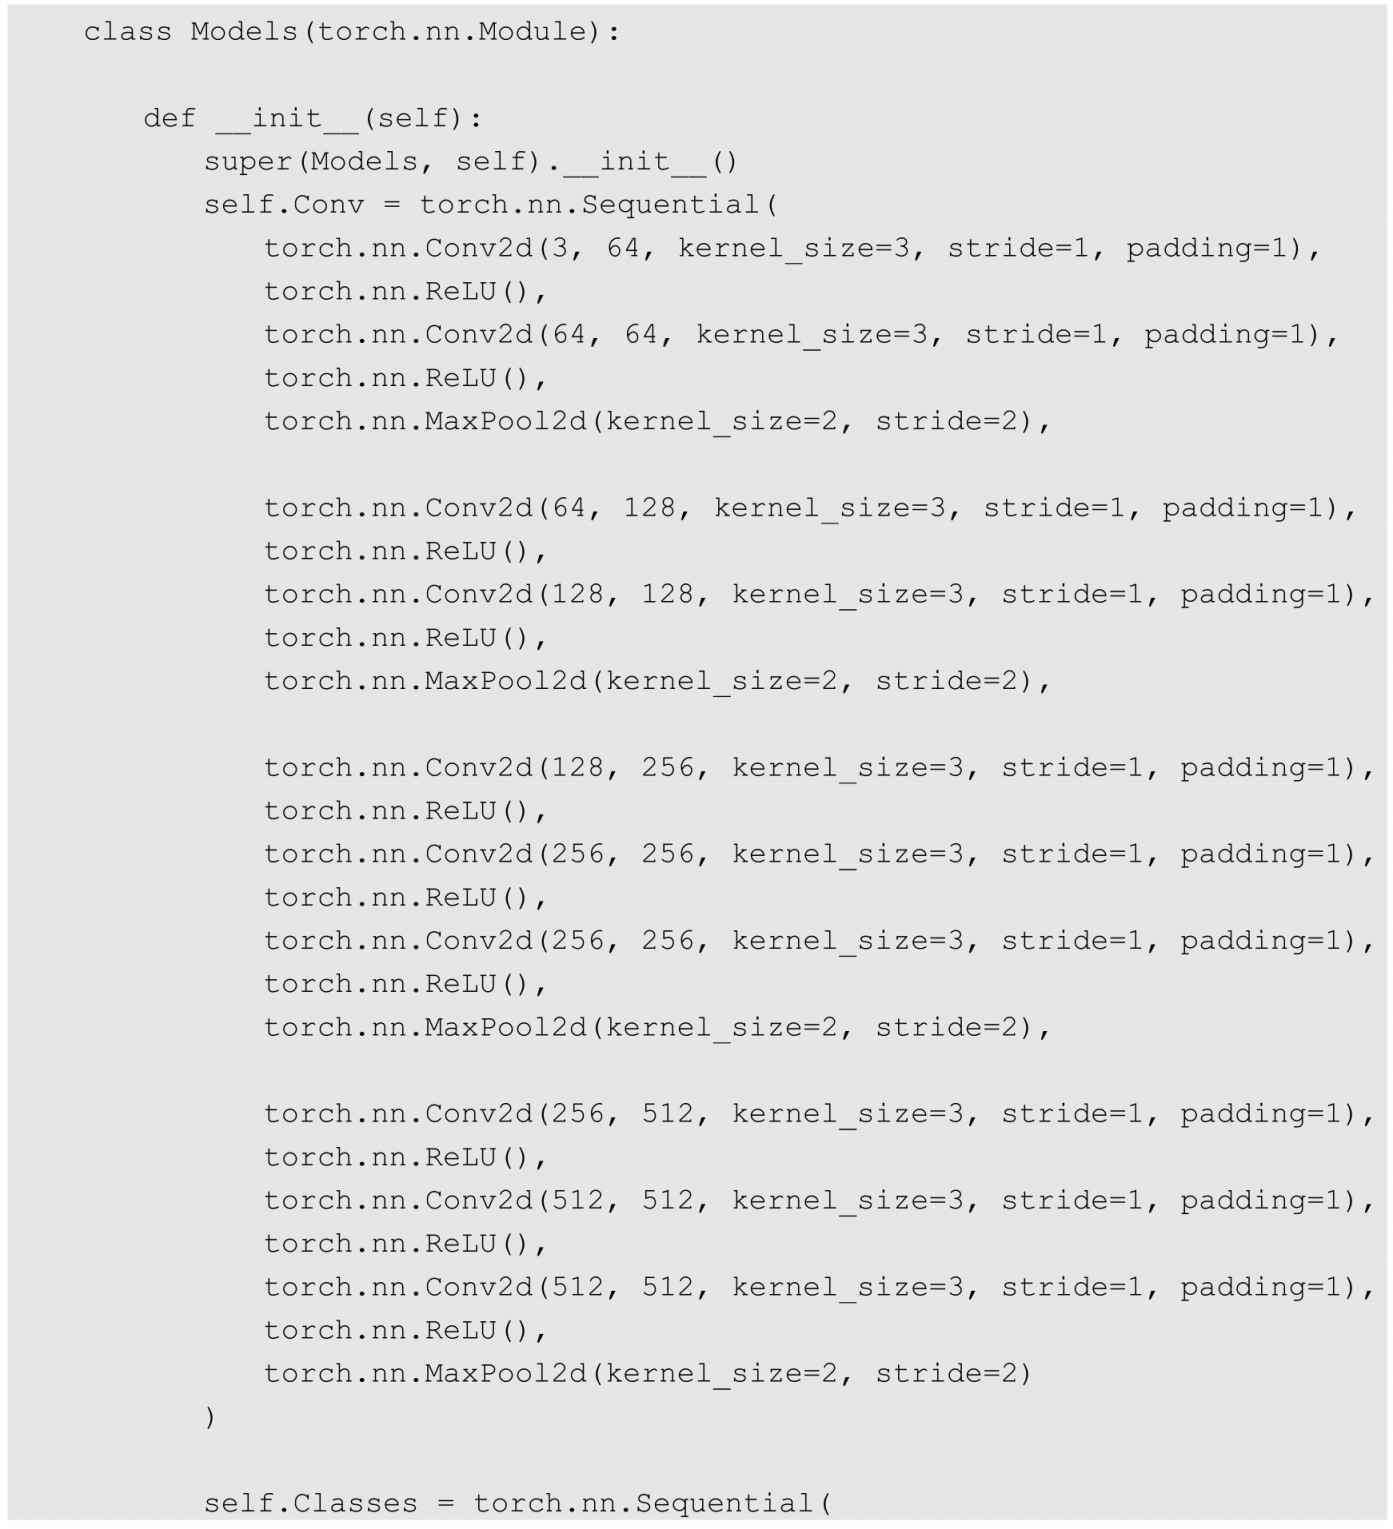 class Models(torch.nn.Module):
def __init__(self):
super(Models, self).__init__()
self.Conv = torch.nn.Sequential(
torch.nn.Conv2d(3, 64, kernel_size=3, stride=1, padding=1),
torch.nn.ReLU(),
torch.nn.Conv2d(64, 64, kernel_size=3, stride=1, padding=1),
torch.nn.ReLU(),
torch.nn.MaxPool2d(kernel_size=2, stride=2),
torch.nn.Conv2d(64, 128, kernel_size=3, stride=1, padding=1),
torch.nn.ReLU(),
torch.nn.Conv2d(128, 128, kernel_size=3, stride=1, padding=1),
torch.nn.ReLU(),
torch.nn.MaxPool2d(kernel_size=2, stride=2),
torch.nn.Conv2d(128, 256, kernel_size=3, stride=1, padding=1),
torch.nn.ReLU(),
torch.nn.Conv2d(256, 256, kernel_size=3, stride=1, padding=1),
torch.nn.ReLU(),
torch.nn.Conv2d(256, 256, kernel_size=3, stride=1, padding=1),
torch.nn.ReLU(),
torch.nn.MaxPool2d(kernel_size=2, stride=2),
torch.nn.Conv2d(256, 512, kernel_size=3, stride=1, padding=1),
torch.nn.ReLU(),
torch.nn.Conv2d(512, 512, kernel_size=3, stride=1, padding=1),
torch.nn.ReLU(),
torch.nn.Conv2d(512, 512, kernel_size=3, stride=1, padding=1),
torch.nn.ReLU(),
torch.nn.MaxPool2d(kernel_size=2, stride=2)
)
self.Classes = torch.nn.Sequential(